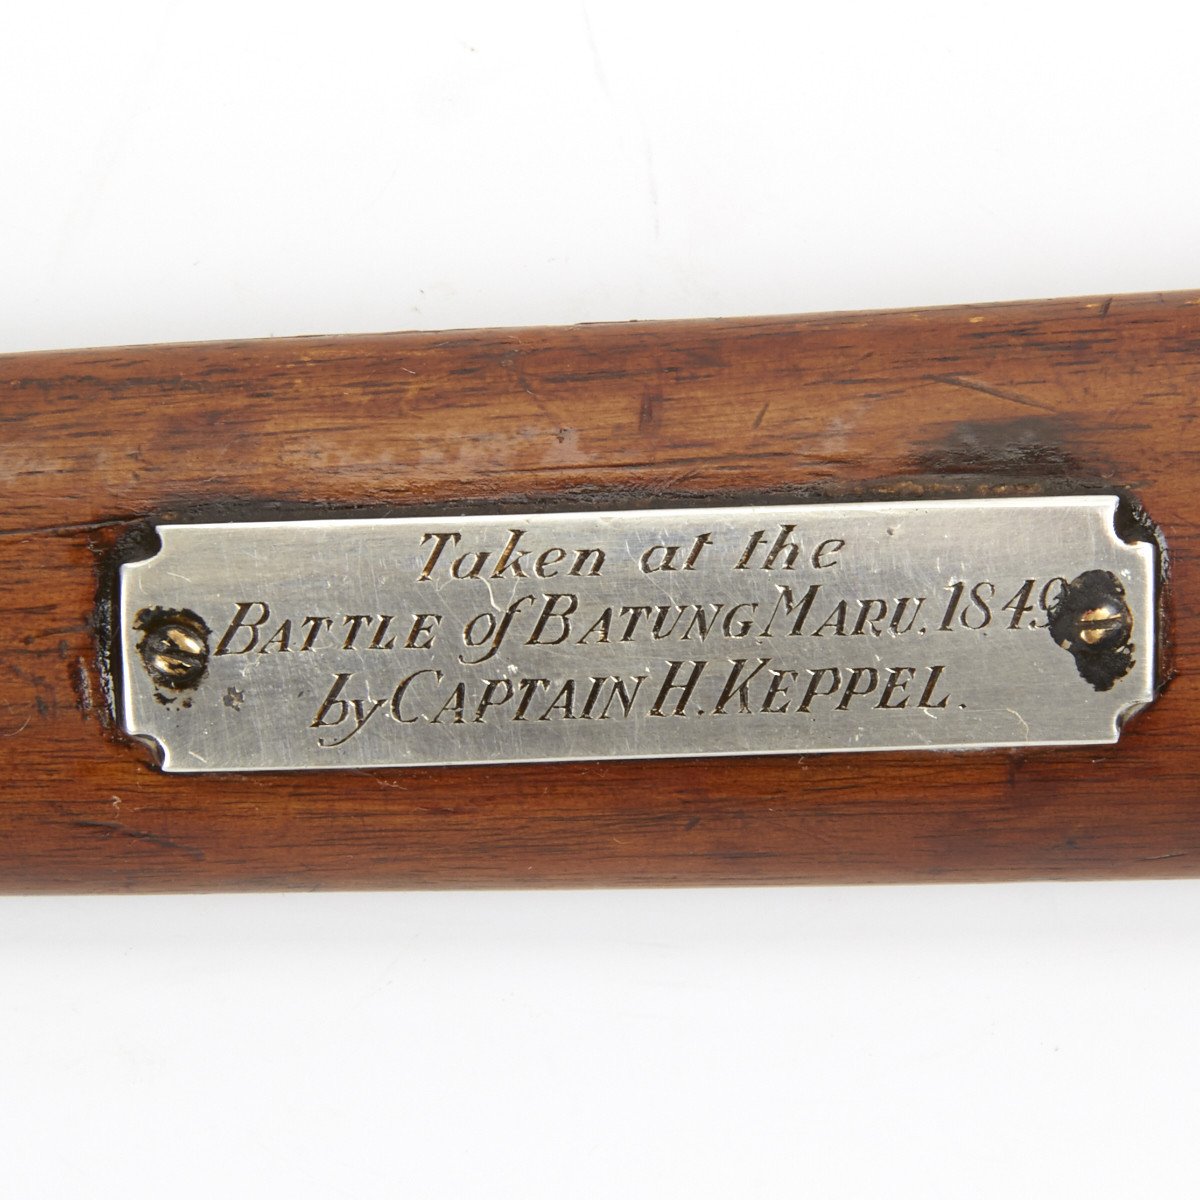 Taken at the
BATTLE of BATUNG MARU. 1849
by CAPTAIN H. KEPPEL.